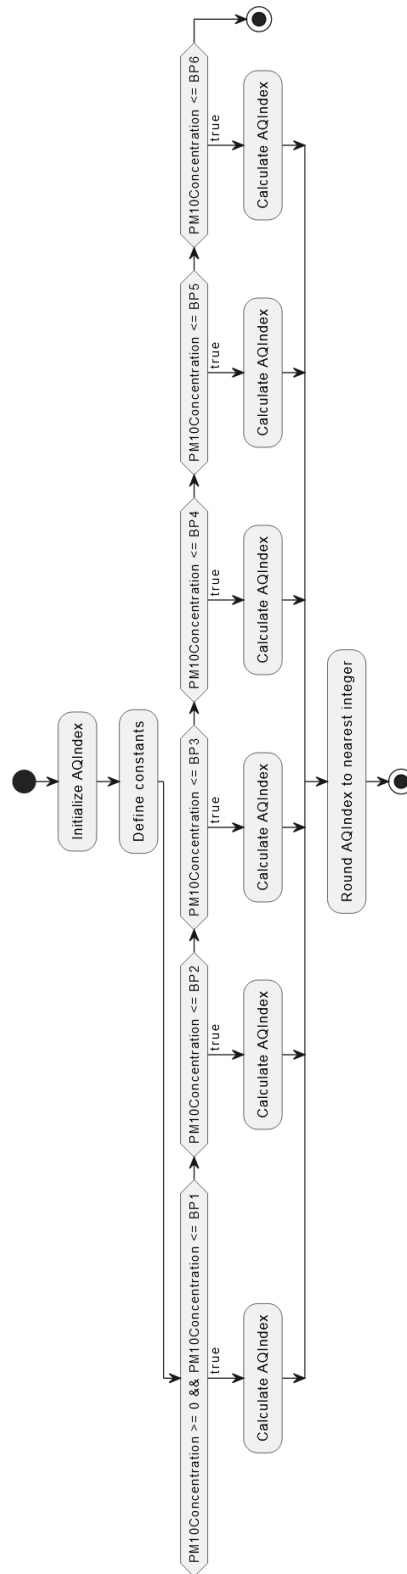 Initialize AQIndex
Define constants
PM10Concentration >= 0 && PM10Concentration <= BP1
true
Calculate AQIndex
PM10Concentration <= BP2
true
Calculate AQIndex
PM10Concentration <= BP3
true
Calculate AQIndex
PM10Concentration <= BP4
true
Calculate AQIndex
PM10Concentration <= BP5
true
Calculate AQIndex
PM10Concentration <= BP6
true
Calculate AQIndex
Round AQIndex to nearest integer